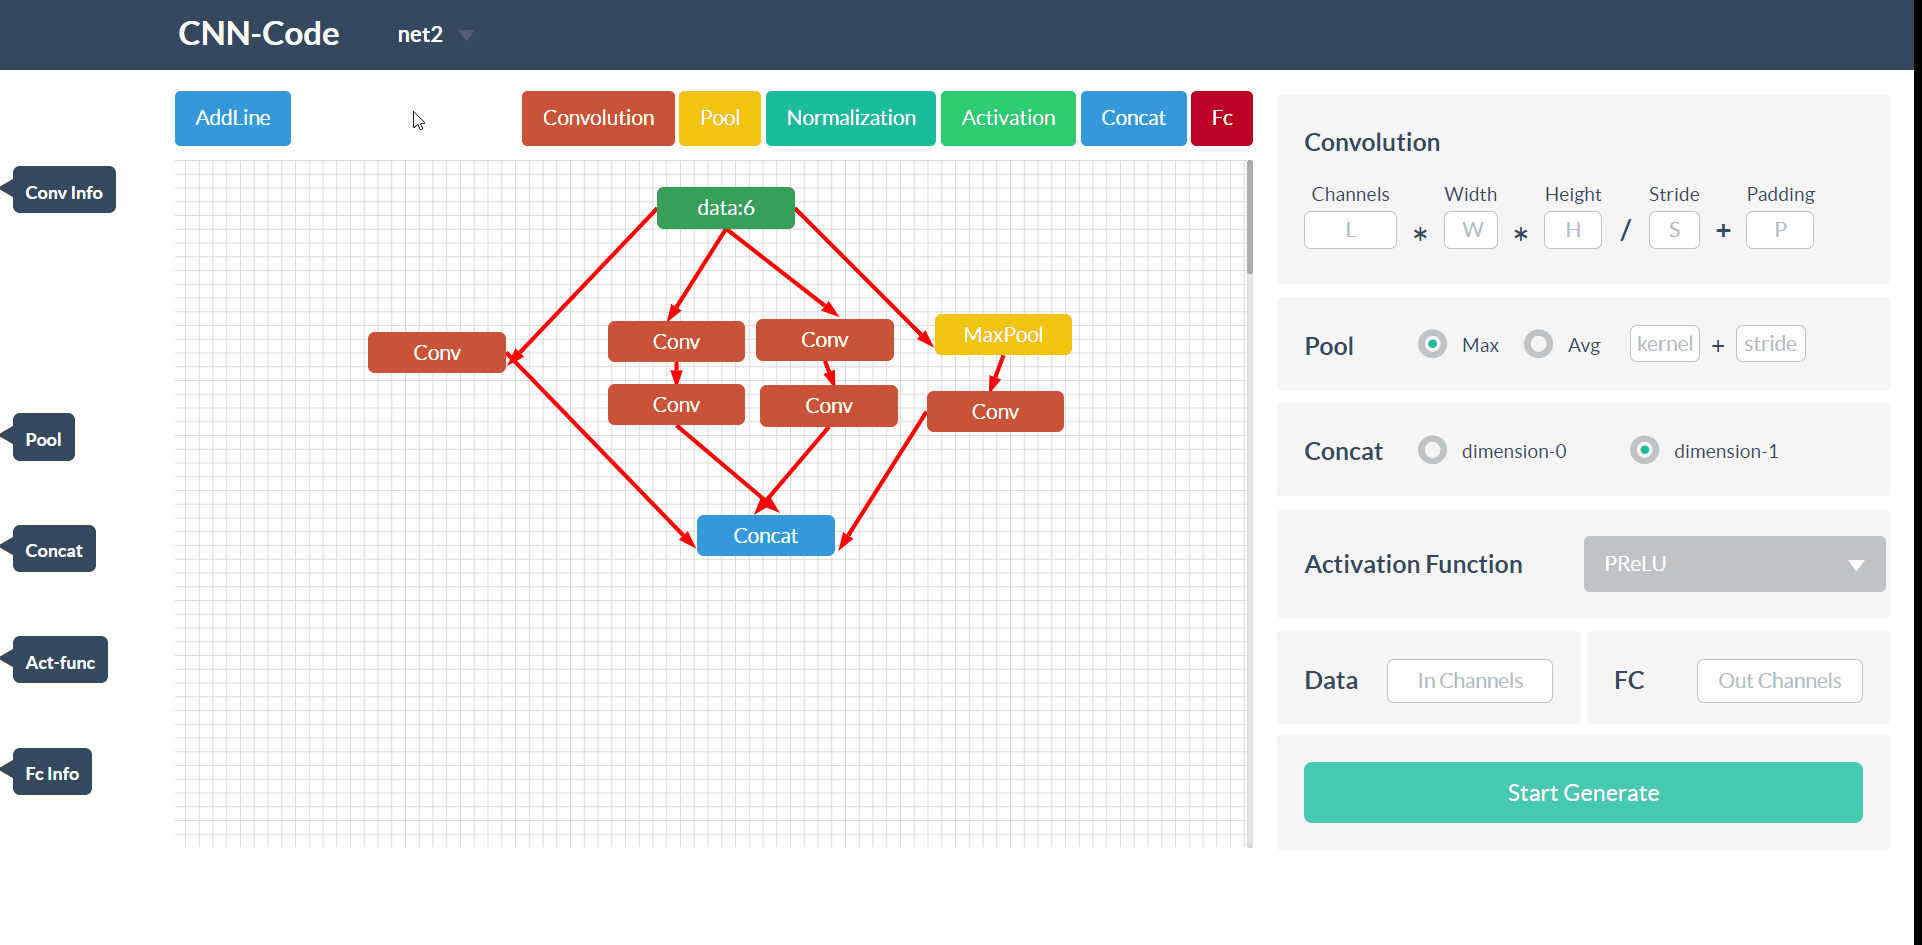 CNN-Code net2
AddLine Convolution Pool Normalization Activation Concat Fc
Conv Info
Pool
Concat
Act-func
Fc Info
data:6
Conv
Conv
Conv
MaxPool
Conv
Conv
Conv
Concat
Convolution
Channels Width Height Stride Padding
L * W * H / S + P
Pool Max Avg kernel + stride
Concat dimension-0 dimension-1
Activation Function PReLU
Data In Channels FC Out Channels
Start Generate